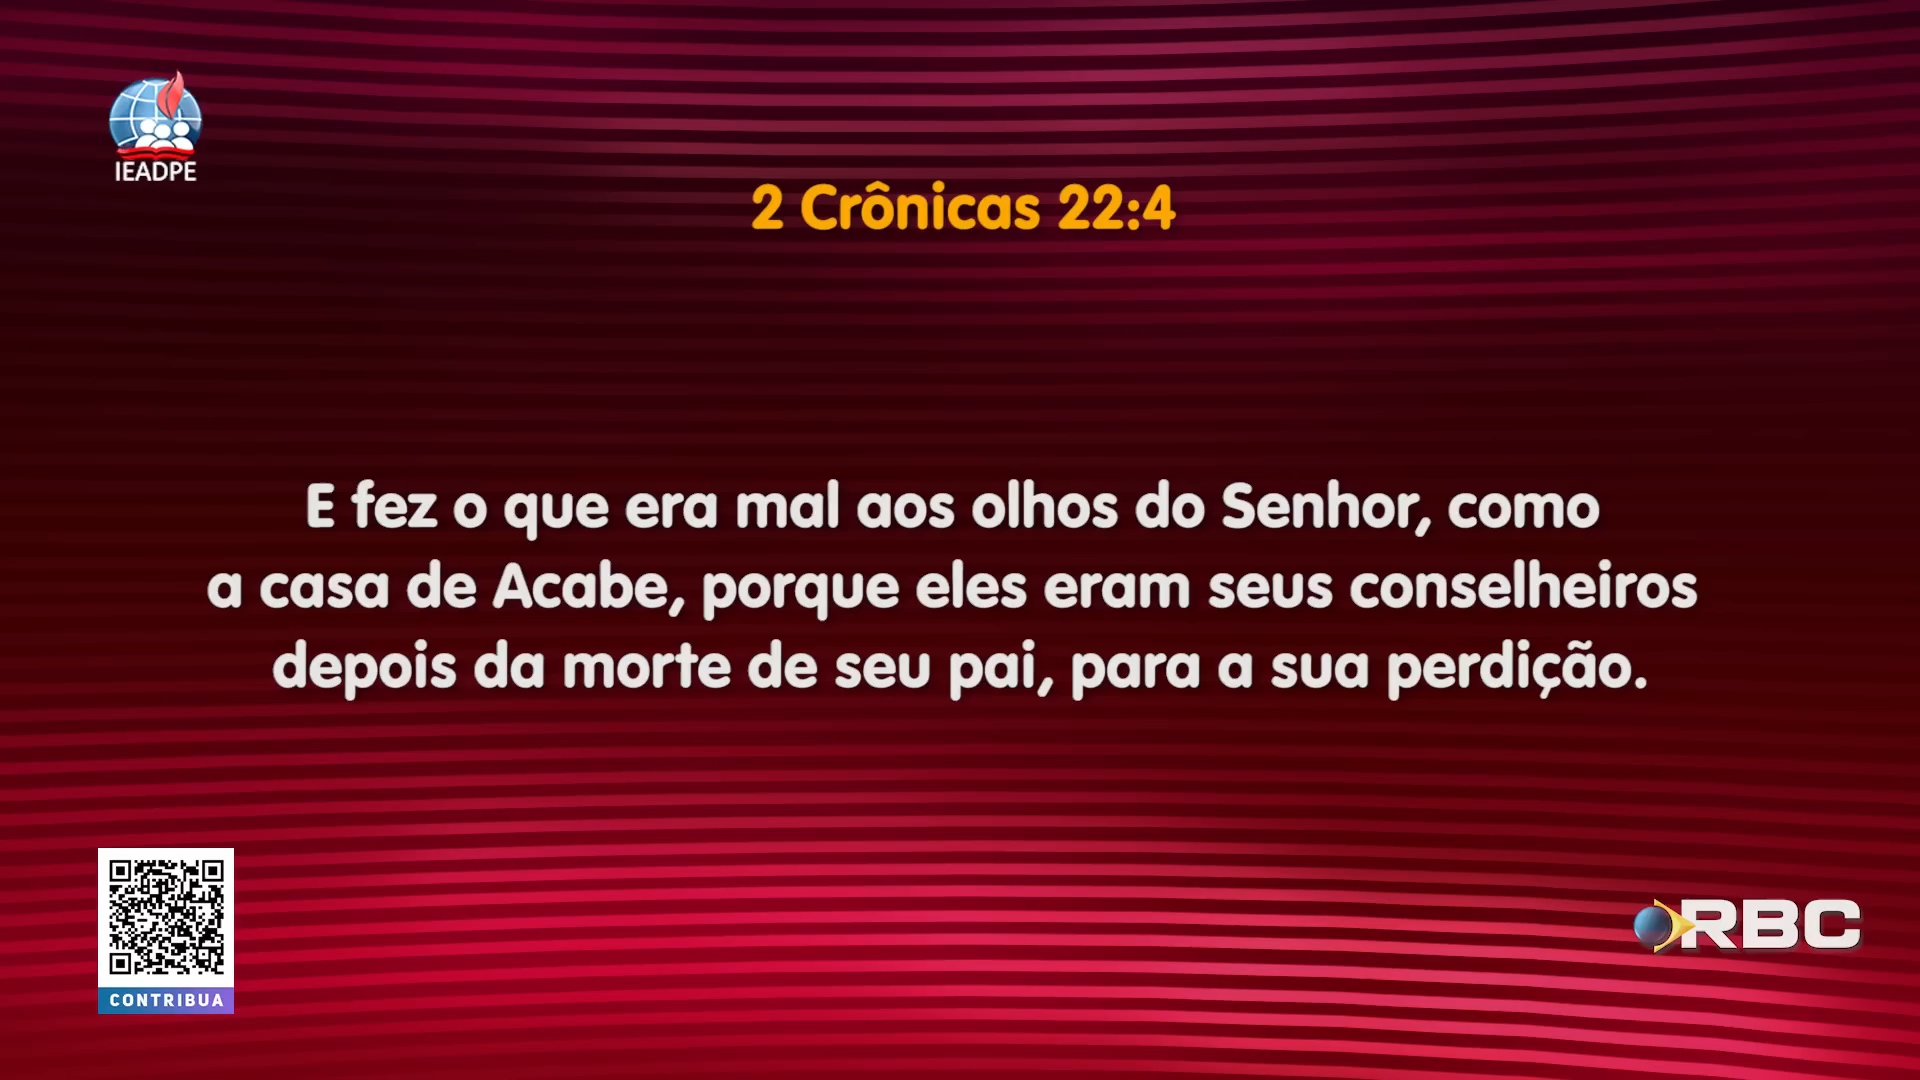 IEADPE
2 Crônicas 22:4
E fez o que era mal aos olhos do Senhor, como
a casa de Acabe, porque eles eram seus conselheiros
depois da morte de seu pai, para a sua perdição.
RBC
CONTRIBUA